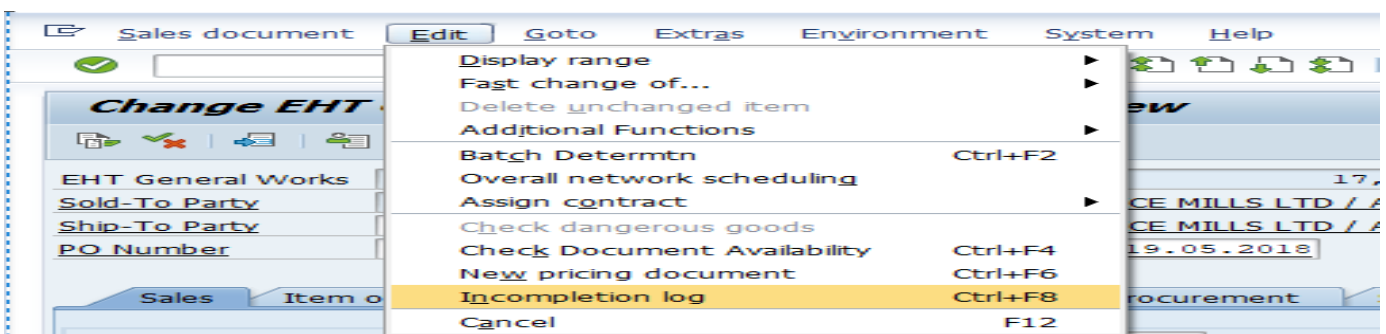 Sales document Edit Goto Extras Environment System Help
Display range
Fast change of...
Change EHT ew
Delete unchanged item
Additional Functions
Batch Determtn Ctrl+F2
EHT General Works Overall network scheduling 17,
Sold-To Party Assign contract CE MILLS LTD / A
Ship-To Party Check dangerous goods CE MILLS LTD / A
PO Number Check Document Availability Ctrl+F4 19.05.2018
New pricing document Ctrl+F6
Sales Item o Incompletion log Ctrl+F8 rocurement
Cancel F12